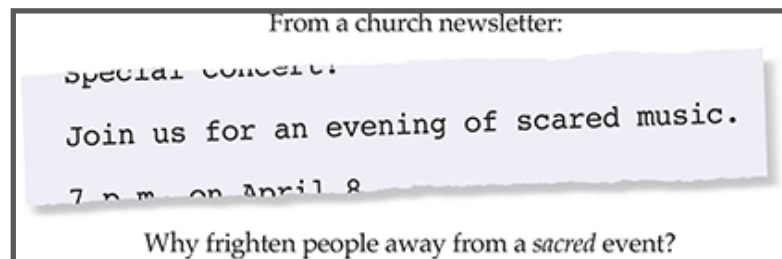 From a church newsletter:
Special concert!
Join us for an evening of scared music.
7 p.m. on April 8
Why frighten people away from a sacred event?